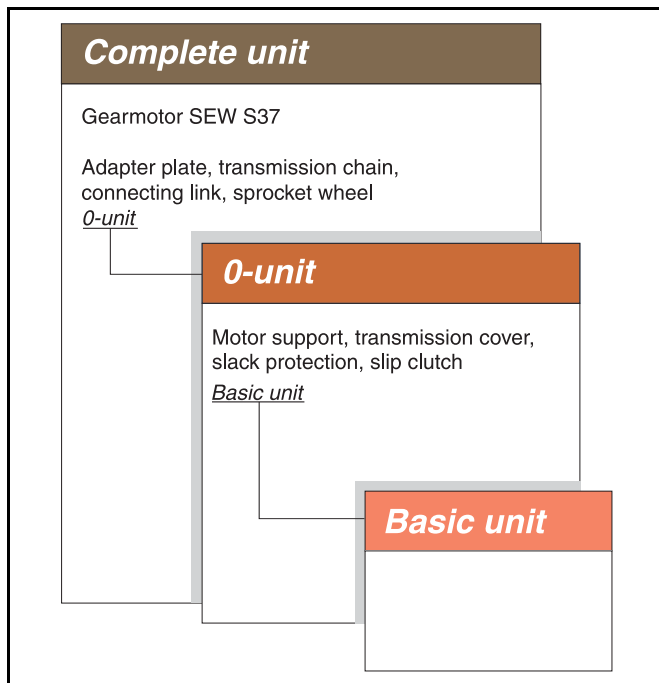 Complete unit
Gearmotor SEW S37
Adapter plate, transmission chain,
connecting link, sprocket wheel
0-unit
0-unit
Motor support, transmission cover,
slack protection, slip clutch
Basic unit
Basic unit